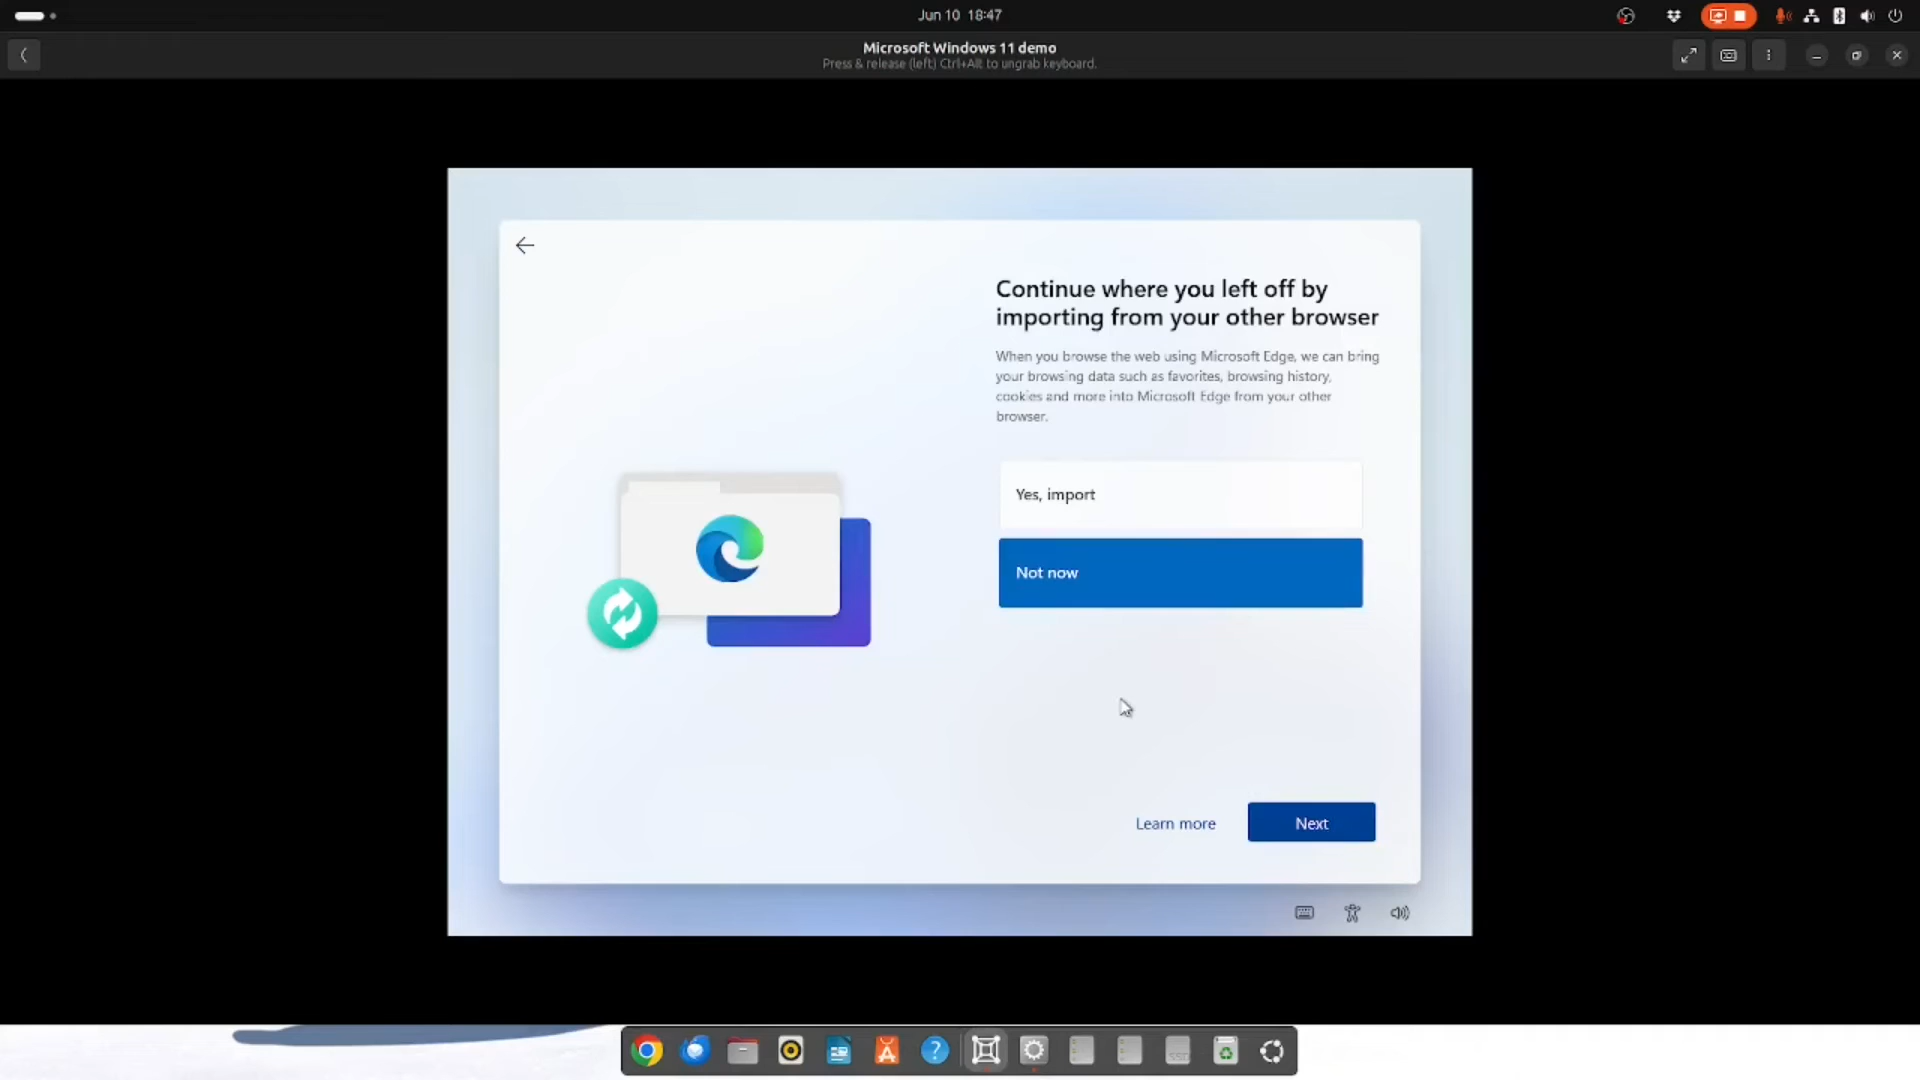 Jun 10 18:47
Microsoft Windows 11 demo
Press & release (left) Ctrl+Alt to ungrab keyboard.
Continue where you left off by
importing from your other browser
When you browse the web using Microsoft Edge, we can bring
your browsing data such as favorites, browsing history,
cookies and more into Microsoft Edge from your other
browser.
Yes, import
Not now
Learn more
Next
SSD